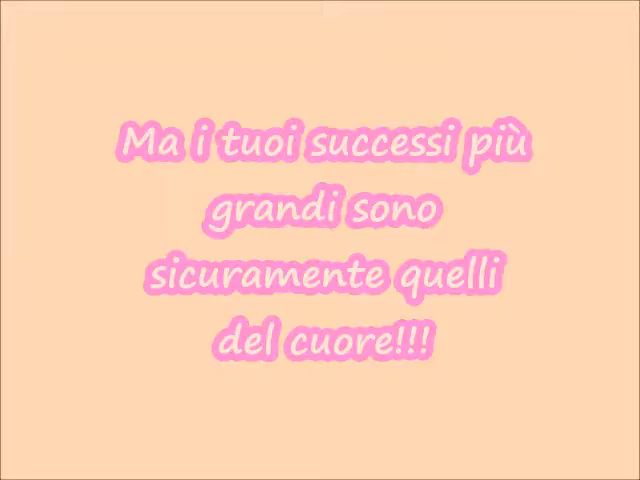 Ma i tuoi successi più
grandi sono
sicuramente quelli
del cuore!!!